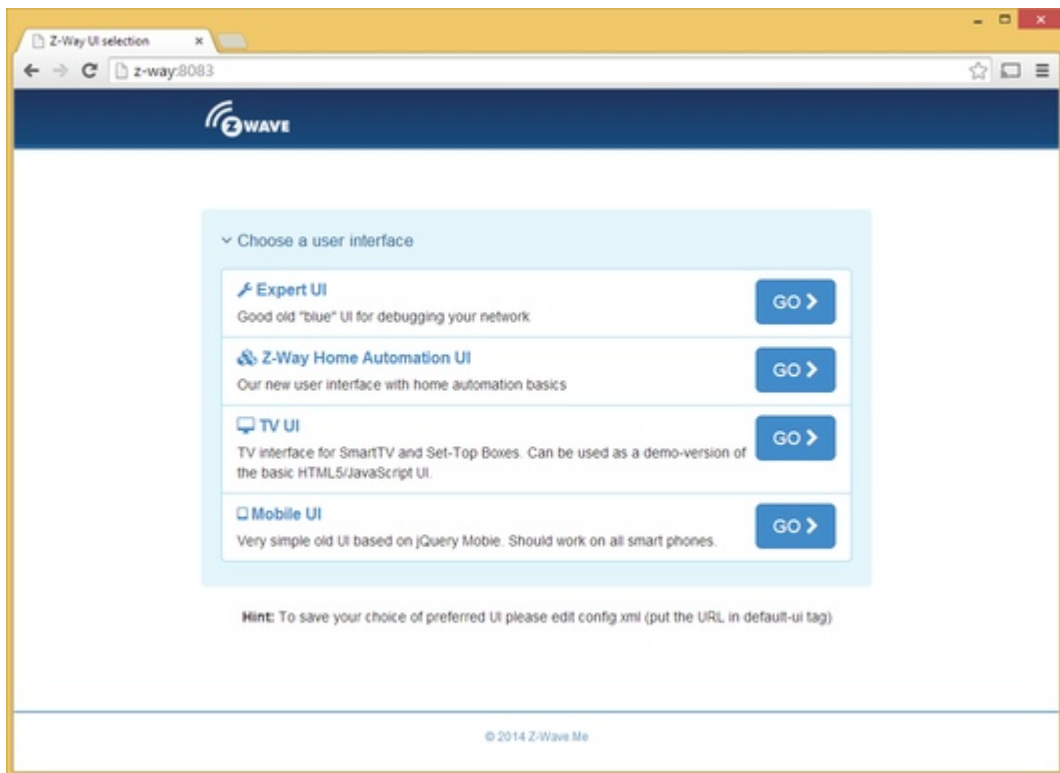 Z-Way UI selection
z-way:8083
Z WAVE
Choose a user interface
Expert UI
Good old "blue" UI for debugging your network
GO
Z-Way Home Automation UI
Our new user interface with home automation basics
GO
TV UI
TV interface for SmartTV and Set-Top Boxes. Can be used as a demo-version of
the basic HTML5/JavaScript UI.
GO
Mobile UI
Very simple old UI based on jQuery Mobie. Should work on all smart phones.
GO
Hint: To save your choice of preferred UI please edit config.xml (put the URL in default-ui tag)
© 2014 Z-Wave.Me